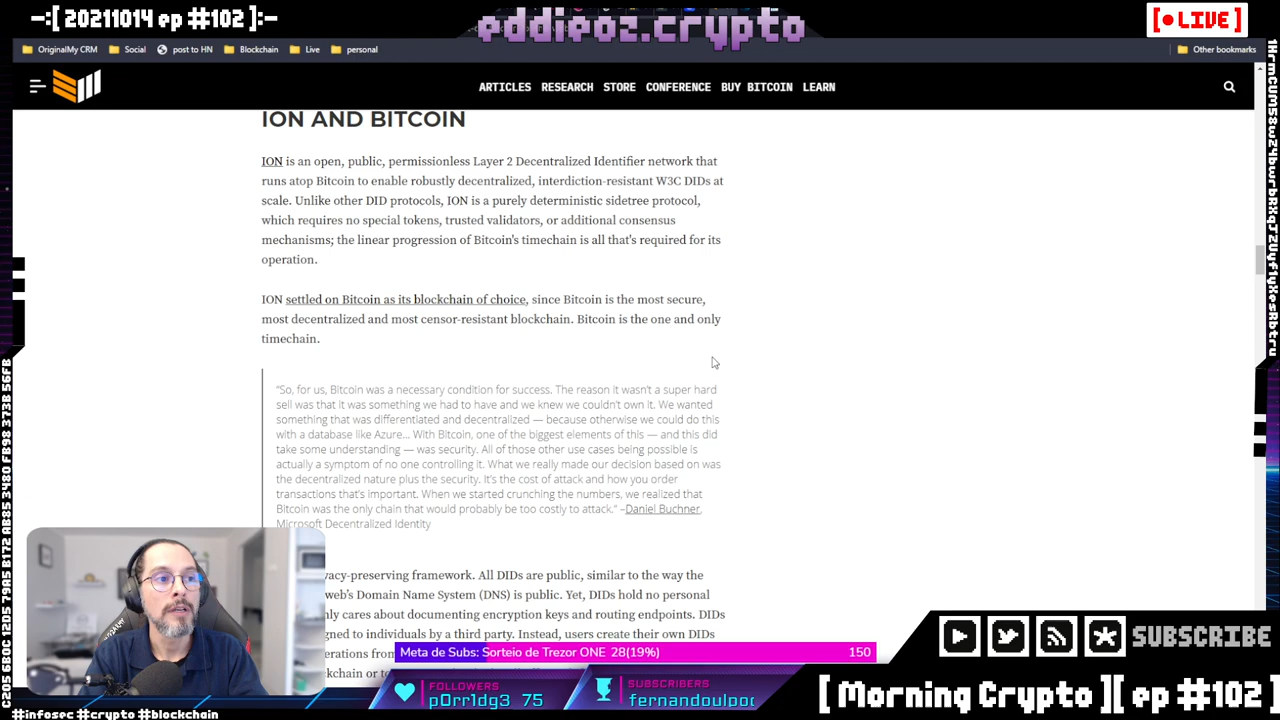 —:[ 20211014 ep #102 ]:—
eddieoz.crypto
[● LIVE]
OriginalMy CRM
Social
post to HN
Blockchain
Live
personal
Other bookmarks
ARTICLES RESEARCH STORE CONFERENCE BUY BITCOIN LEARN
ION AND BITCOIN
ION is an open, public, permissionless Layer 2 Decentralized Identifier network that
runs atop Bitcoin to enable robustly decentralized, interdiction-resistant W3C DIDs at
scale. Unlike other DID protocols, ION is a purely deterministic sidetree protocol,
which requires no special tokens, trusted validators, or additional consensus
mechanisms; the linear progression of Bitcoin's timechain is all that's required for its
operation.
ION settled on Bitcoin as its blockchain of choice, since Bitcoin is the most secure,
most decentralized and most censor-resistant blockchain. Bitcoin is the one and only
timechain.
"So, for us, Bitcoin was a necessary condition for success. The reason it wasn't a super hard
sell was that it was something we had to have and we knew we couldn't own it. We wanted
something that was differentiated and decentralized — because otherwise we could do this
with a database like Azure... With Bitcoin, one of the biggest elements of this — and this did
take some understanding — was security. All of those other use cases being possible is
actually a symptom of no one controlling it. What we really made our decision based on was
the decentralized nature plus the security. It's the cost of attack and how you order
transactions that's important. When we started crunching the numbers, we realized that
Bitcoin was the only chain that would probably be too costly to attack." –Daniel Buchner,
Microsoft Decentralized Identity
vacy-preserving framework. All DIDs are public, similar to the way the
web's Domain Name System (DNS) is public. Yet, DIDs hold no personal
nly cares about documenting encryption keys and routing endpoints. DIDs
gned to individuals by a third party. Instead, users create their own DIDs
erations from
kchain or to
Meta de Subs: Sorteio de Trezor ONE 28(19%) 150
FOLLOWERS
p0rr1dg3 75
SUBSCRIBERS
fernandoulpoc
SUBSCRIBE
[ Morning Crypto ][ ep #102 ]
#infosec #crypto #blockchain